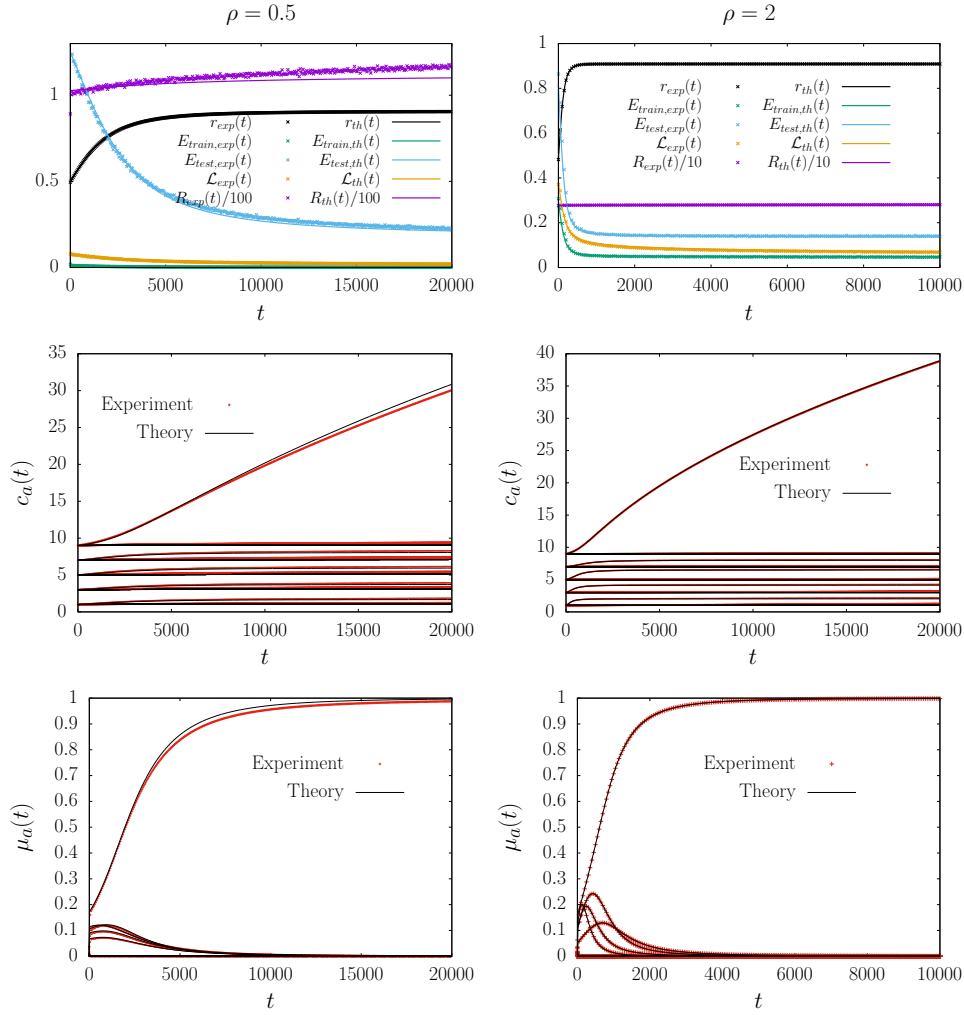 ρ = 0.5
1
0.5
0
0 5000 10000 15000 20000
t
r_exp(t) r_th(t)
E_train,exp(t) E_train,th(t)
E_test,exp(t) E_test,th(t)
ℒ_exp(t) ℒ_th(t)
R_exp(t)/100 R_th(t)/100
ρ = 2
1
0.8
0.6
0.4
0.2
0
0 2000 4000 6000 8000 10000
t
r_exp(t) r_th(t)
E_train,exp(t) E_train,th(t)
E_test,exp(t) E_test,th(t)
ℒ_exp(t) ℒ_th(t)
R_exp(t)/10 R_th(t)/10
c_a(t)
35
30
25
20
15
10
5
0
0 5000 10000 15000 20000
t
Experiment
Theory
c_a(t)
40
35
30
25
20
15
10
5
0
0 5000 10000 15000 20000
t
Experiment
Theory
μ_a(t)
1
0.9
0.8
0.7
0.6
0.5
0.4
0.3
0.2
0.1
0
0 5000 10000 15000 20000
t
Experiment
Theory
μ_a(t)
1
0.9
0.8
0.7
0.6
0.5
0.4
0.3
0.2
0.1
0
0 2000 4000 6000 8000 10000
t
Experiment
Theory